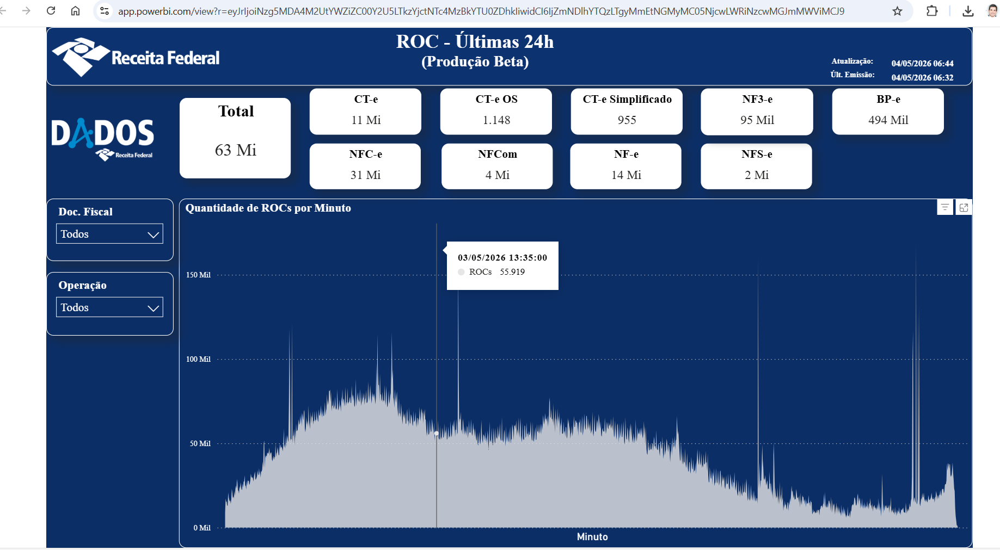 app.powerbi.com/view?r=eyJrIjoiNzg5MDA4M2UtYWZiZC00Y2U5LTkzYjctNTc4MzBkYTU0ZDhkIiwidCI6IjZmNDlhYTQzLTgyMmEtNGMyMC05NjcwLWRiNzcwMGJmMWViMCJ9
Receita Federal
ROC - Últimas 24h
(Produção Beta)
Atualização: 04/05/2026 06:44
Últ. Emissão: 04/05/2026 06:32
DADOS
Receita Federal
Total
63 Mi
CT-e
11 Mi
CT-e OS
1.148
CT-e Simplificado
955
NF3-e
95 Mil
BP-e
494 Mil
NFC-e
31 Mi
NFCom
4 Mi
NF-e
14 Mi
NFS-e
2 Mi
Doc. Fiscal
Todos
Operação
Todos
Quantidade de ROCs por Minuto
03/05/2026 13:35:00
ROCs 55.919
150 Mil
100 Mil
50 Mil
0 Mil
Minuto